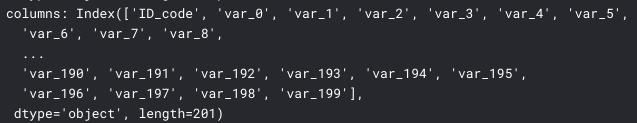 columns: Index(['ID_code', 'var_0', 'var_1', 'var_2', 'var_3', 'var_4', 'var_5',
'var_6', 'var_7', 'var_8',
...
'var_190', 'var_191', 'var_192', 'var_193', 'var_194', 'var_195',
'var_196', 'var_197', 'var_198', 'var_199'],
dtype='object', length=201)